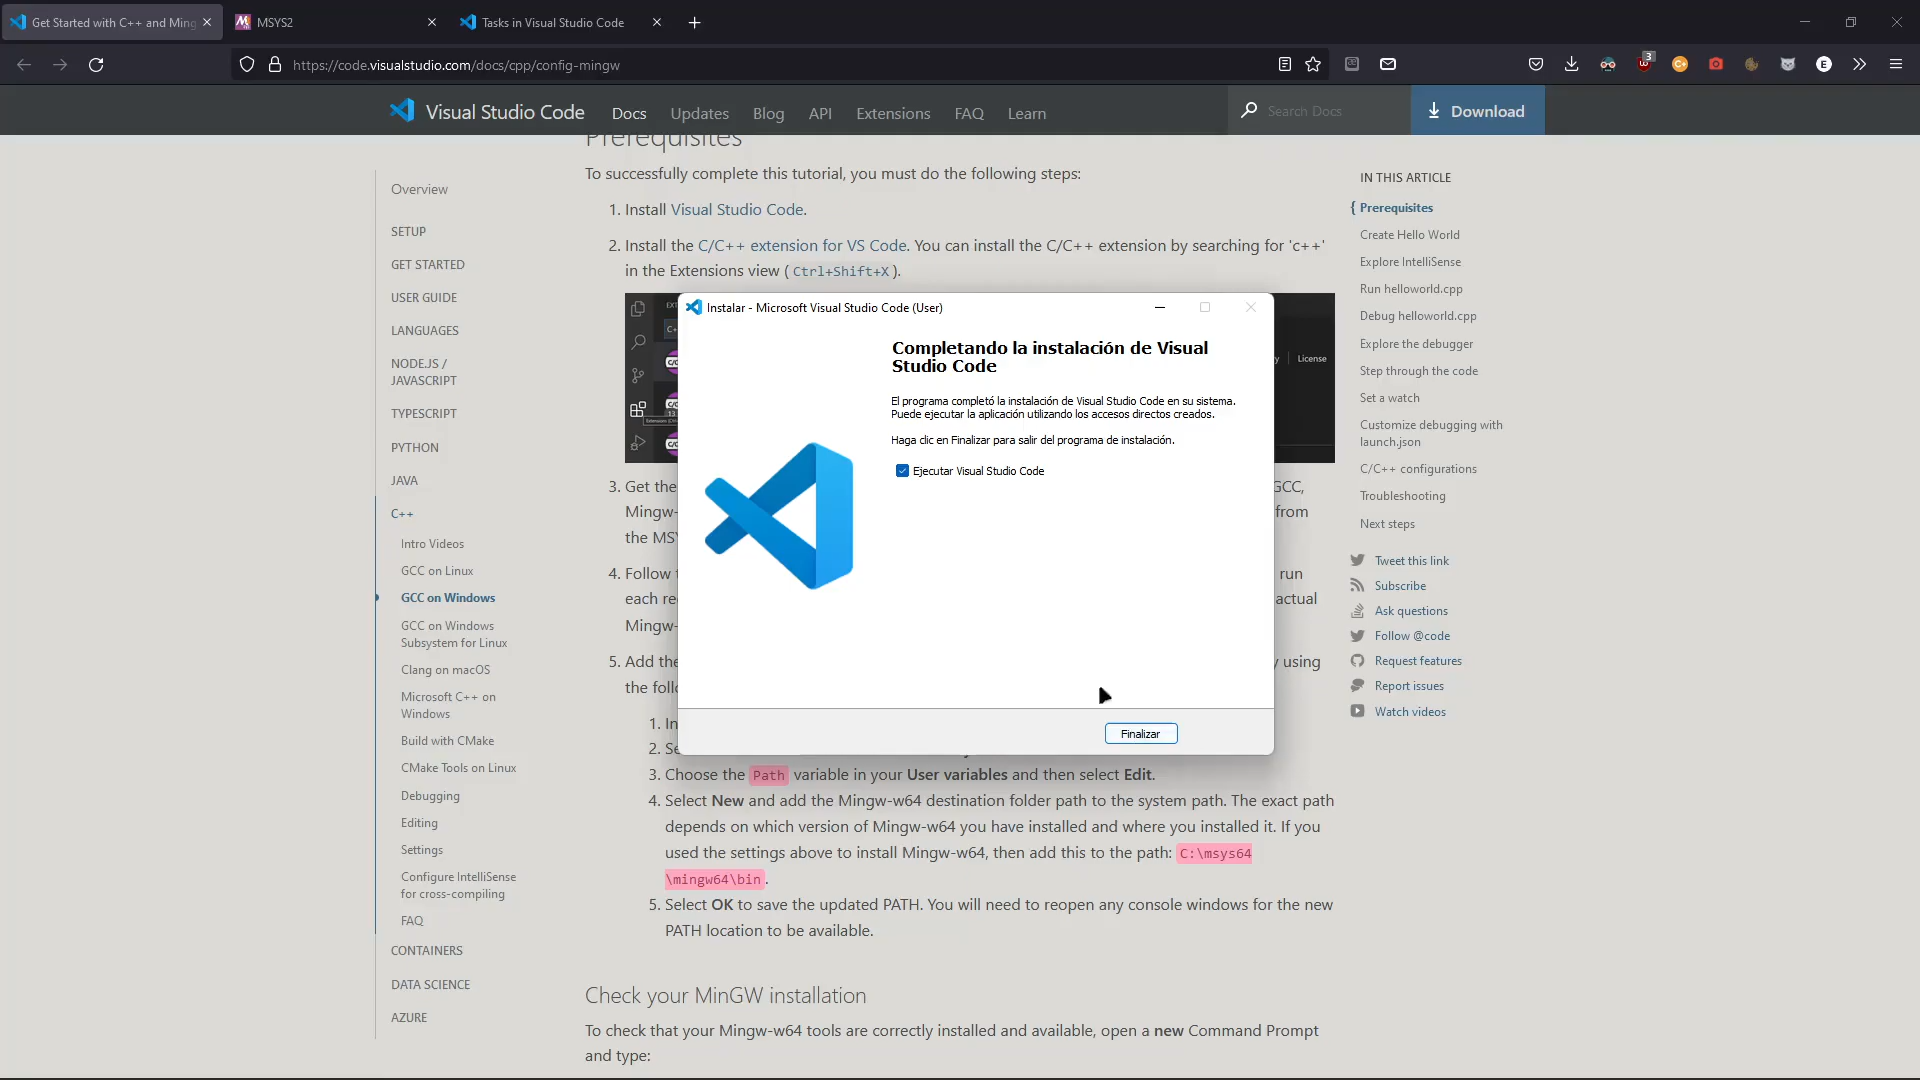 Get Started with C++ and Ming
MSYS2
Tasks in Visual Studio Code
https://code.visualstudio.com/docs/cpp/config-mingw
3
E
Visual Studio Code
Docs
Updates
Blog
API
Extensions
FAQ
Learn
Search Docs
Download
Overview
SETUP
GET STARTED
USER GUIDE
LANGUAGES
NODE.JS /
JAVASCRIPT
TYPESCRIPT
PYTHON
JAVA
C++
Intro Videos
GCC on Linux
GCC on Windows
GCC on Windows
Subsystem for Linux
Clang on macOS
Microsoft C++ on
Windows
Build with CMake
CMake Tools on Linux
Debugging
Editing
Settings
Configure IntelliSense
for cross-compiling
FAQ
CONTAINERS
DATA SCIENCE
AZURE
Prerequisites
To successfully complete this tutorial, you must do the following steps:
1. Install Visual Studio Code.
2. Install the C/C++ extension for VS Code. You can install the C/C++ extension by searching for 'c++'
in the Extensions view (Ctrl+Shift+X).
License
3. Get the GCC,
Mingw- from
the MSY
4. Follow run
each re actual
Mingw-
5. Add the using
the foll
1. In
2. Se
3. Choose the Path variable in your User variables and then select Edit.
4. Select New and add the Mingw-w64 destination folder path to the system path. The exact path
depends on which version of Mingw-w64 you have installed and where you installed it. If you
used the settings above to install Mingw-w64, then add this to the path: C:\msys64
\mingw64\bin.
5. Select OK to save the updated PATH. You will need to reopen any console windows for the new
PATH location to be available.
Check your MinGW installation
To check that your Mingw-w64 tools are correctly installed and available, open a new Command Prompt
and type:
Instalar - Microsoft Visual Studio Code (User)
Completando la instalación de Visual
Studio Code
El programa completó la instalación de Visual Studio Code en su sistema.
Puede ejecutar la aplicación utilizando los accesos directos creados.
Haga clic en Finalizar para salir del programa de instalación.
Ejecutar Visual Studio Code
Finalizar
IN THIS ARTICLE
Prerequisites
Create Hello World
Explore IntelliSense
Run helloworld.cpp
Debug helloworld.cpp
Explore the debugger
Step through the code
Set a watch
Customize debugging with
launch.json
C/C++ configurations
Troubleshooting
Next steps
Tweet this link
Subscribe
Ask questions
Follow @code
Request features
Report issues
Watch videos